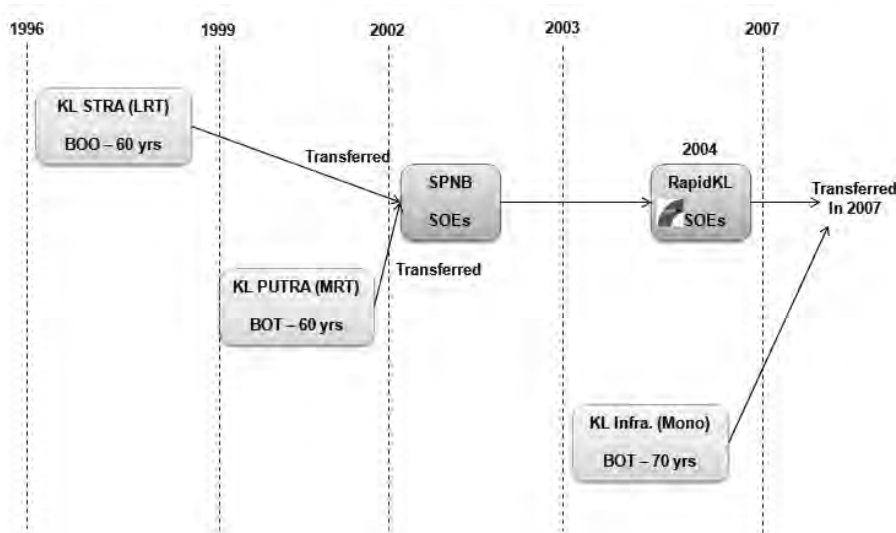 1996
1999
2002
2003
2007
KL STRA (LRT)
BOO – 60 yrs
Transferred
SPNB
SOEs
2004
RapidKL
SOEs
Transferred
In 2007
KL PUTRA (MRT)
BOT – 60 yrs
Transferred
KL Infra. (Mono)
BOT – 70 yrs